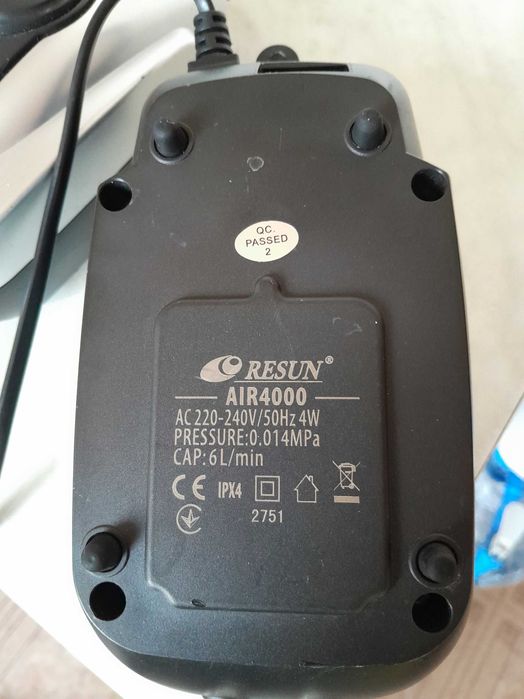 QC.
PASSED
2
RESUN®
AIR4000
AC 220-240V/50Hz 4W
PRESSURE:0.014MPa
CAP: 6L/min
CE IPX4
2751